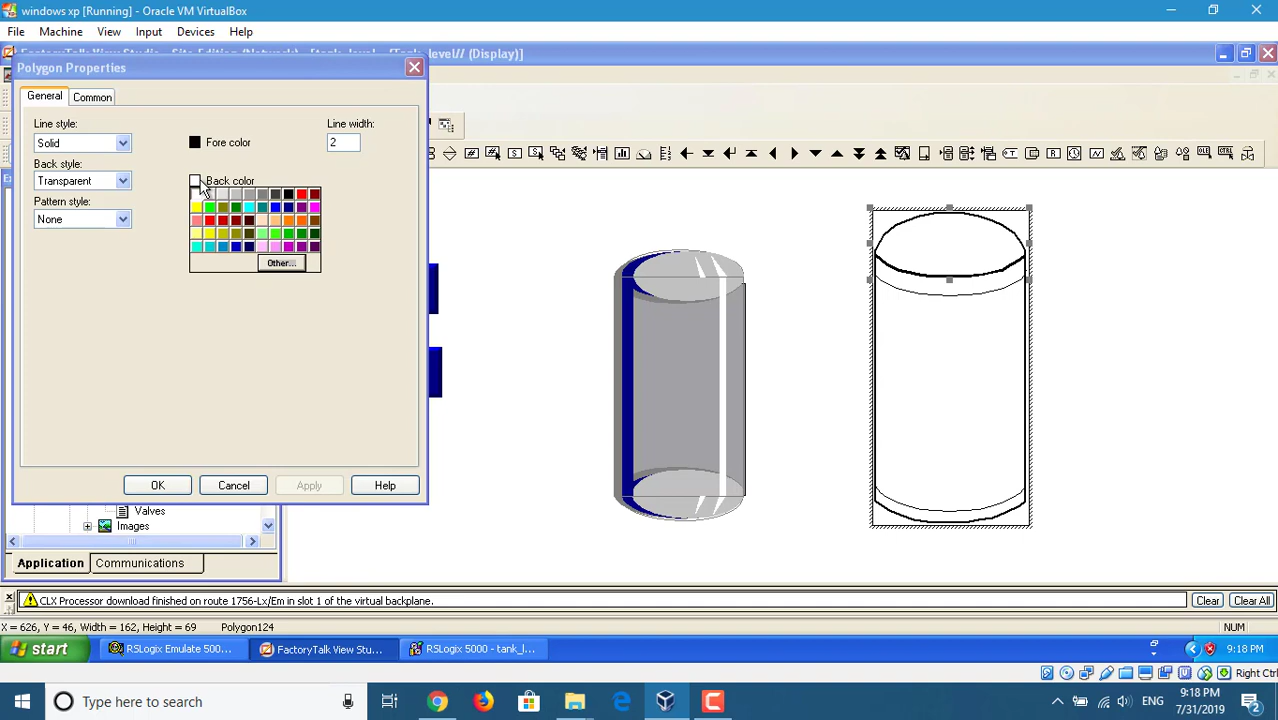 windows xp [Running] - Oracle VM VirtualBox
File Machine View Input Devices Help
Polygon Properties
level// (Display)]
General Common
Line style:
Line width:
Solid
Fore color
2
Back style:
Transparent
Back color
Pattern style:
None
Other...
OK Cancel Apply Help
Valves
Images
Application Communications
CLX Processor download finished on route 1756-Lx/Em in slot 1 of the virtual backplane.
Clear Clear All
X = 626, Y = 46, Width = 162, Height = 69 Polygon124
NUM
start
RSLogix Emulate 500...
FactoryTalk View Stu...
RSLogix 5000 - tank_l...
9:18 PM
Right Ctrl
Type here to search
ENG
9:18 PM
7/31/2019
2